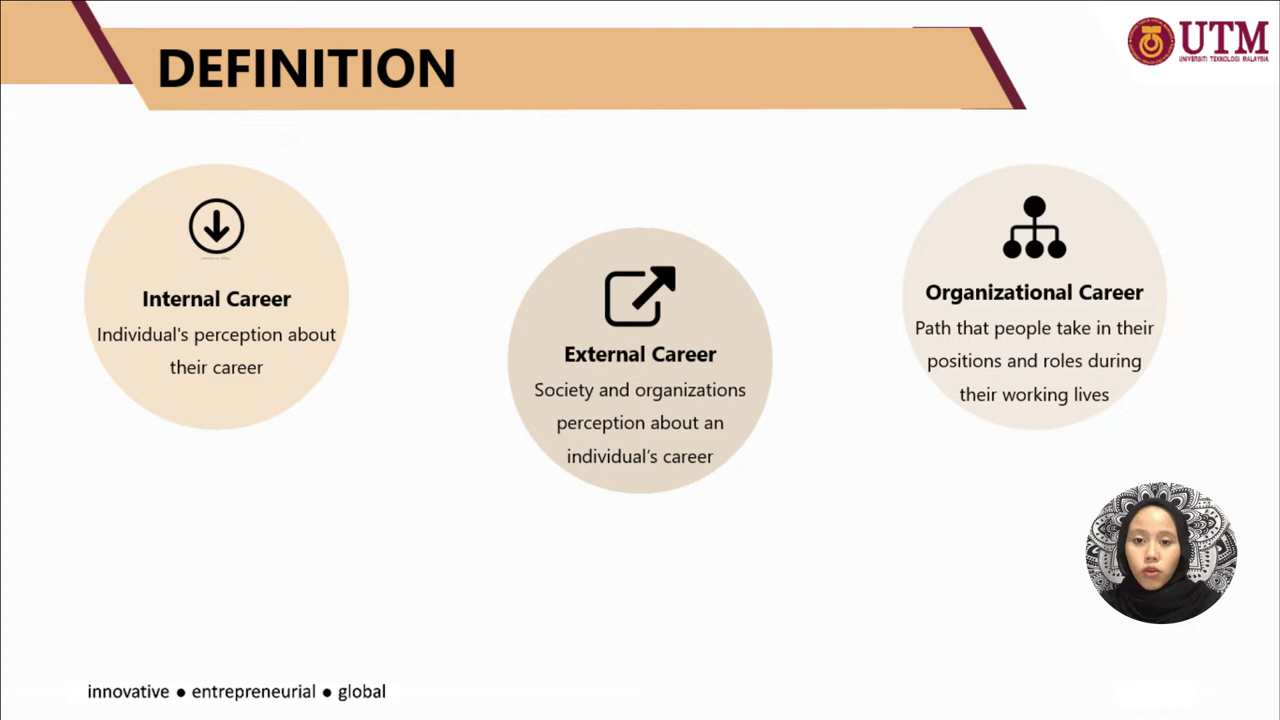 DEFINITION
UTM
UNIVERSITI TEKNOLOGI MALAYSIA
Internal Career
Individual's perception about
their career
External Career
Society and organizations
perception about an
individual’s career
Organizational Career
Path that people take in their
positions and roles during
their working lives
innovative ● entrepreneurial ● global